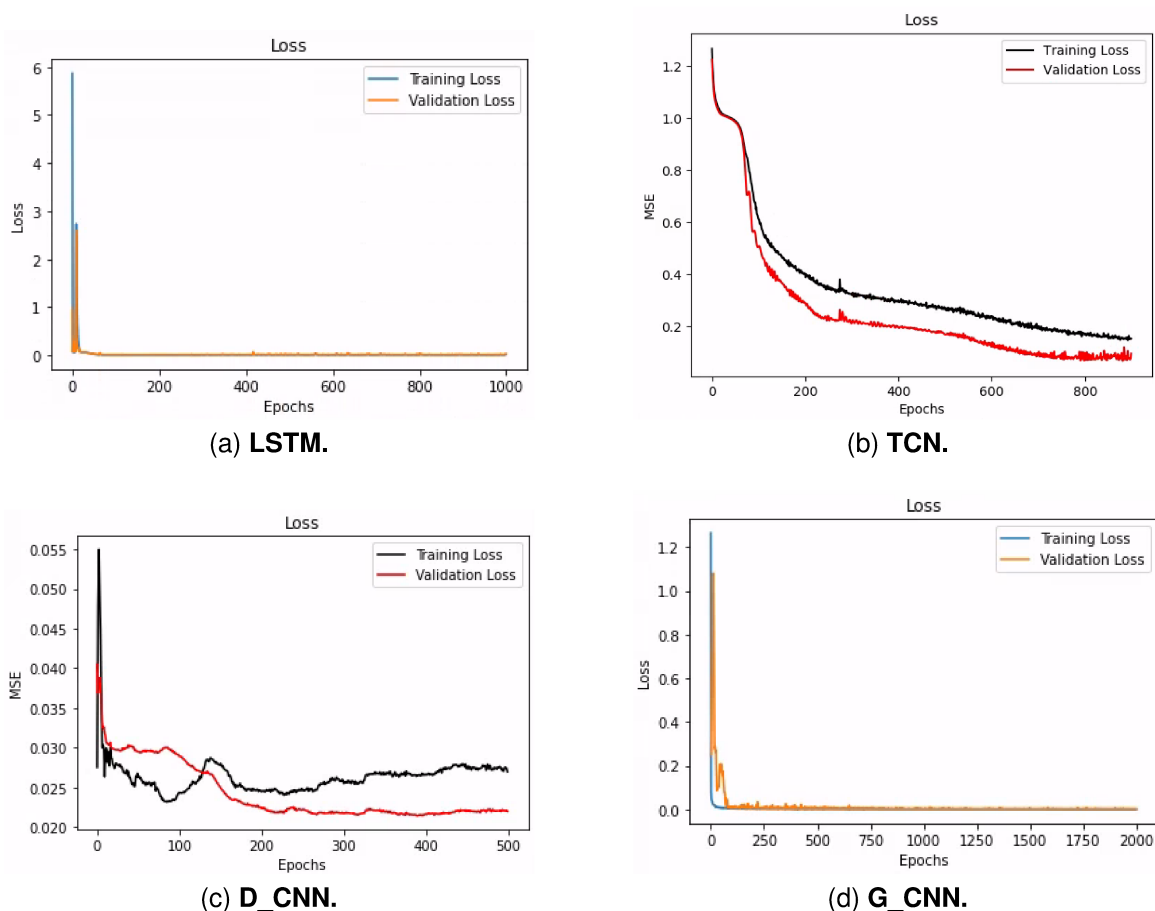 Loss
Training Loss
Validation Loss
6
5
4
3
2
1
0
Loss
0 200 400 600 800 1000
Epochs
(a) LSTM.
Loss
Training Loss
Validation Loss
1.2
1.0
0.8
0.6
0.4
0.2
MSE
0 200 400 600 800
Epochs
(b) TCN.
Loss
Training Loss
Validation Loss
0.055
0.050
0.045
0.040
0.035
0.030
0.025
0.020
MSE
0 100 200 300 400 500
Epochs
(c) D_CNN.
Loss
Training Loss
Validation Loss
1.2
1.0
0.8
0.6
0.4
0.2
0.0
Loss
0 250 500 750 1000 1250 1500 1750 2000
Epochs
(d) G_CNN.